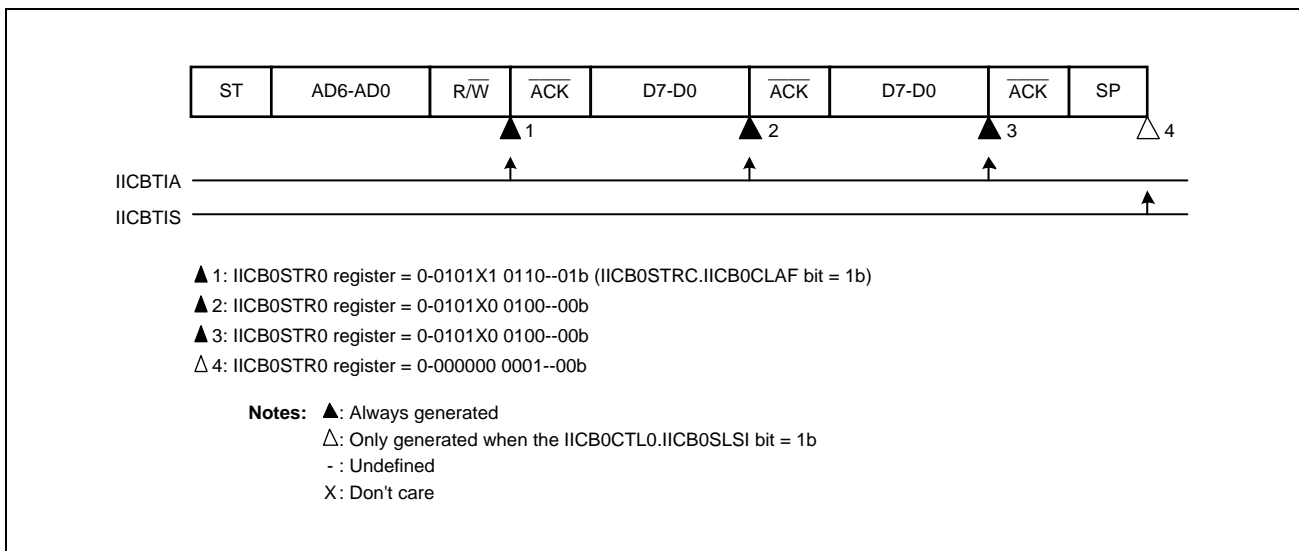 ST AD6-AD0 R/W̅ A̅C̅K̅ D7-D0 A̅C̅K̅ D7-D0 A̅C̅K̅ SP
▲1 ▲2 ▲3 △4
IICBTIA
IICBTIS
▲1: IICB0STR0 register = 0-0101X1 0110--01b (IICB0STRC.IICB0CLAF bit = 1b)
▲2: IICB0STR0 register = 0-0101X0 0100--00b
▲3: IICB0STR0 register = 0-0101X0 0100--00b
△4: IICB0STR0 register = 0-000000 0001--00b
Notes: ▲: Always generated
△: Only generated when the IICB0CTL0.IICB0SLSI bit = 1b
- : Undefined
X: Don't care